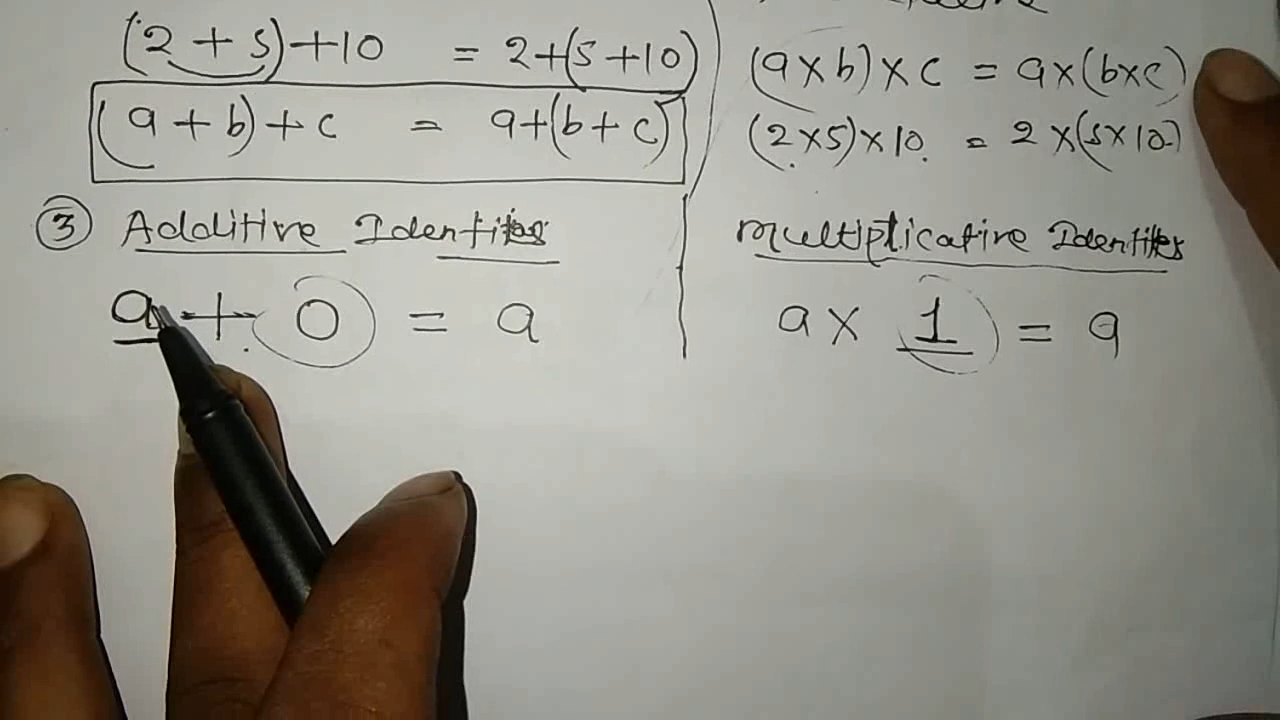 (2 + 5) + 10 = 2 + (5 + 10)
(a + b) + c = a + (b + c)
(a × b) × c = a × (b × c)
(2 × 5) × 10 = 2 × (5 × 10)
③ Additive Identities
a + 0 = a
Multiplicative Identities
a × 1 = a